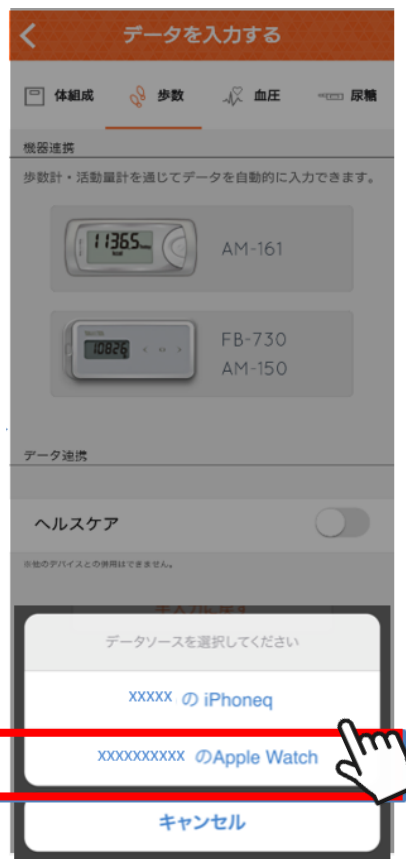 データを入力する
体組成 歩数 血圧 尿糖
機器連携
歩数計・活動量計を通じてデータを自動的に入力できます。
11365
AM-161
10826
FB-730
AM-150
データ連携
ヘルスケア
※他のデバイスとの併用はできません。
データソースを選択してください
xxxxx の iPhoneq
xxxxxxxxxx のApple Watch
キャンセル